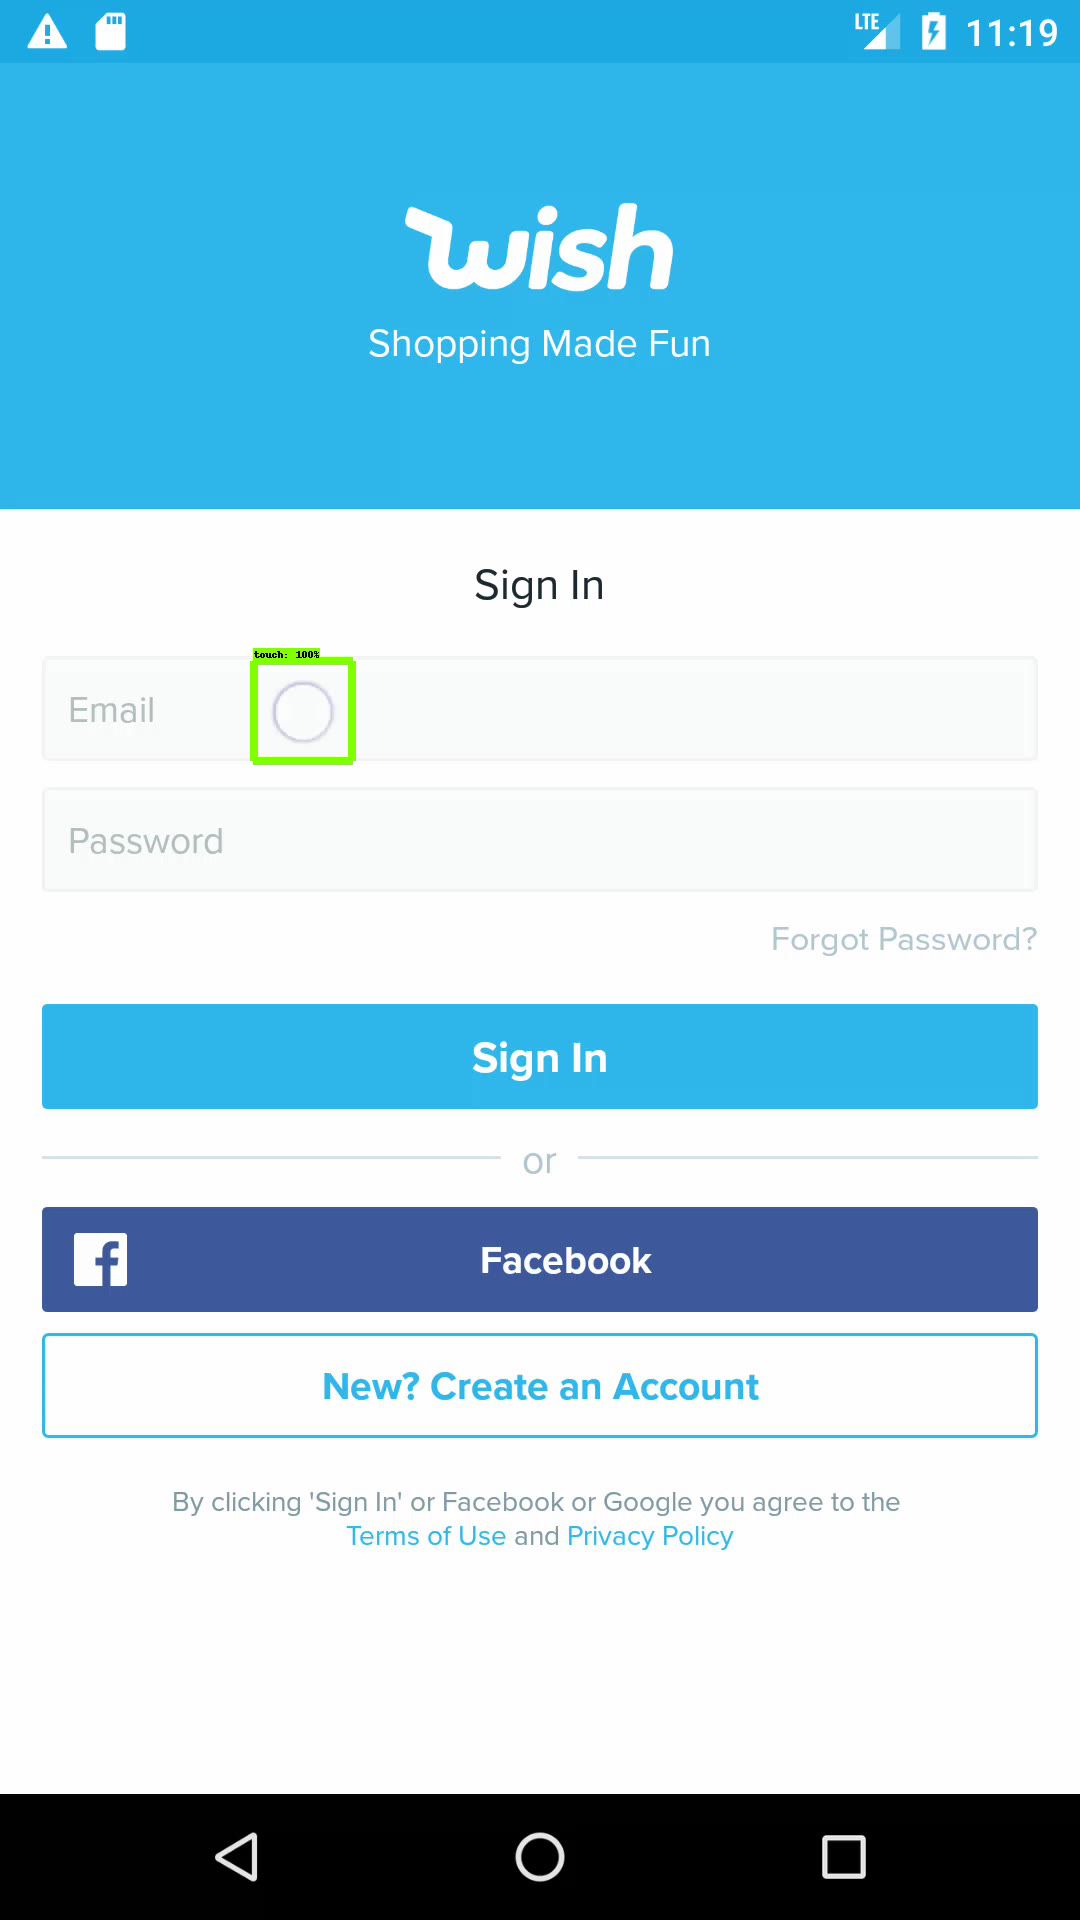 LTE 11:19
wish
Shopping Made Fun
Sign In
touch: 100%
Email
Password
Forgot Password?
Sign In
or
Facebook
New? Create an Account
By clicking 'Sign In' or Facebook or Google you agree to the
Terms of Use and Privacy Policy